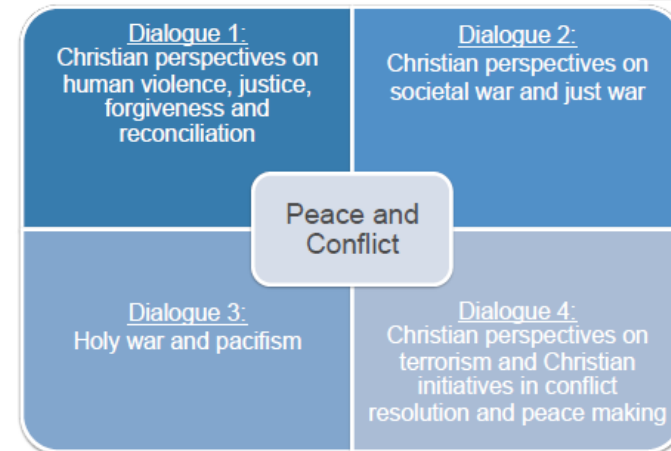 Dialogue 1:
Christian perspectives on
human violence, justice,
forgiveness and
reconciliation
Dialogue 2:
Christian perspectives on
societal war and just war
Peace and
Conflict
Dialogue 3:
Holy war and pacifism
Dialogue 4:
Christian perspectives on
terrorism and Christian
initiatives in conflict
resolution and peace making